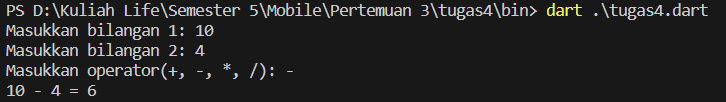 PS D:\Kuliah Life\Semester 5\Mobile\Pertemuan 3\tugas4\bin> dart .\tugas4.dart
Masukkan bilangan 1: 10
Masukkan bilangan 2: 4
Masukkan operator(+, -, *, /): -
10 - 4 = 6